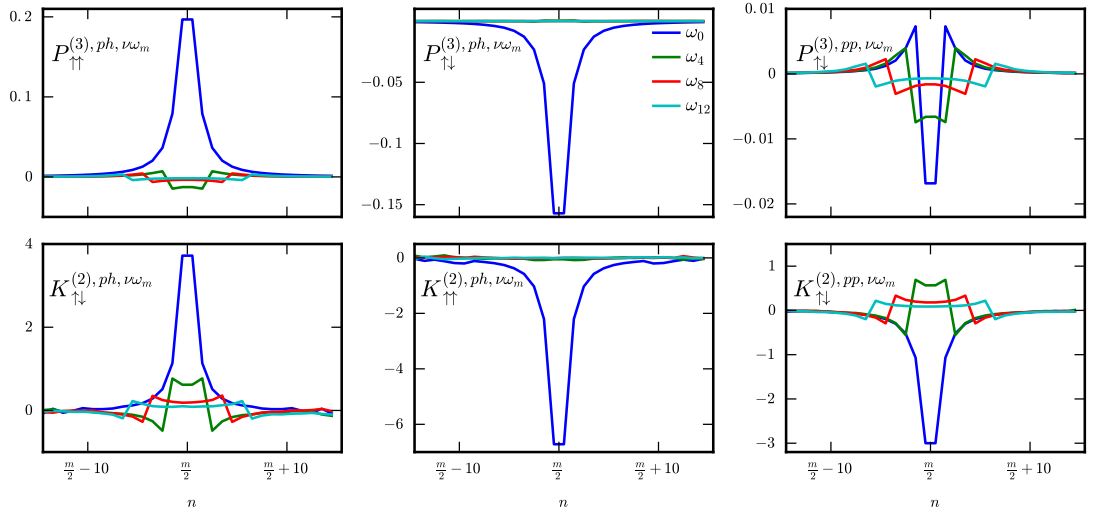 0.2
0.1
0
P↑↑^(3), ph, νω_m
−0.05
−0.1
−0.15
P↑↓^(3), ph, νω_m
ω_0
ω_4
ω_8
ω_12
0.01
0
−0.01
−0.02
P↑↓^(3), pp, νω_m
4
2
0
K↑↓^(2), ph, νω_m
m/2 − 10
m/2
m/2 + 10
n
0
−2
−4
−6
K↑↑^(2), ph, νω_m
m/2 − 10
m/2
m/2 + 10
n
1
0
−1
−2
−3
K↑↓^(2), pp, νω_m
m/2 − 10
m/2
m/2 + 10
n